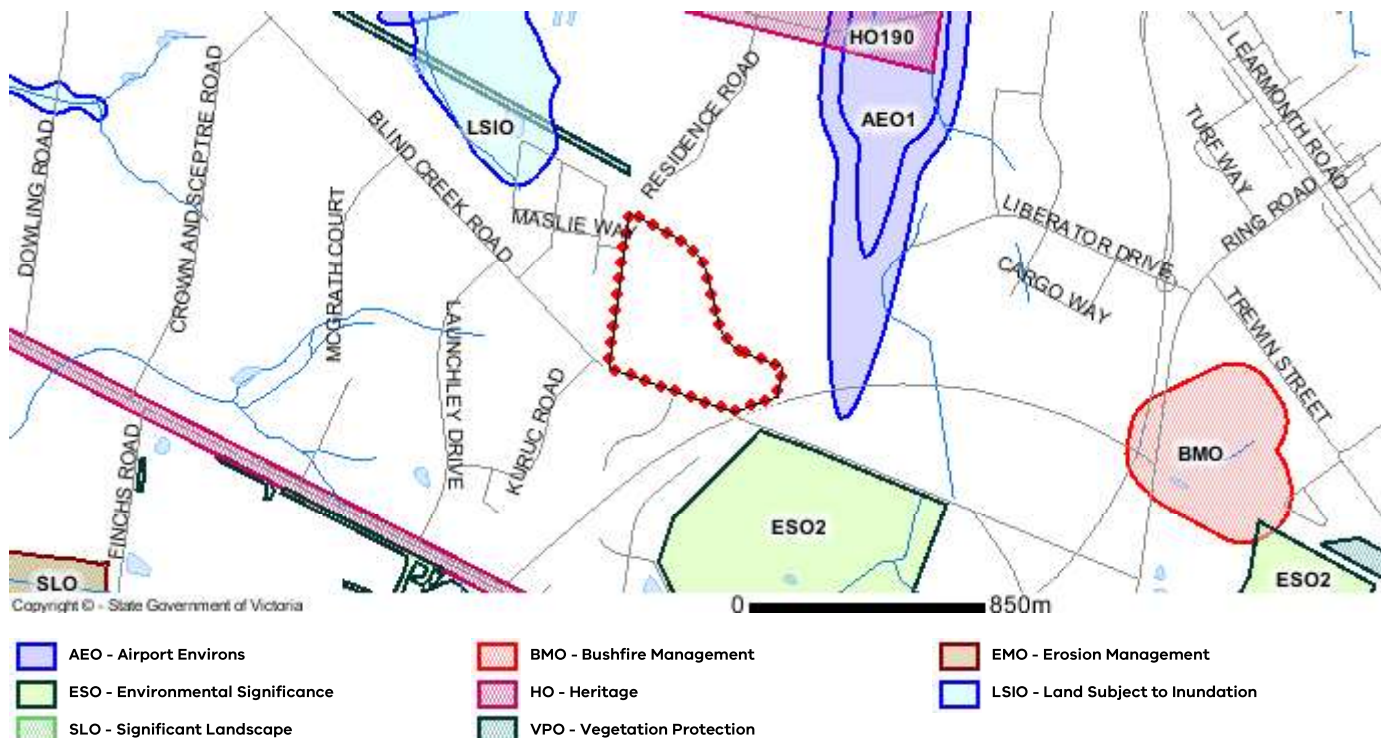 HO190
LEARMONTH ROAD
RESIDENCE ROAD
CROWN AND SCEPTRE ROAD
AEO1
LSIO
BLIND CREEK ROAD
TURF WAY
DOWLING ROAD
MCGRATH COURT
MASLIE WAY
RING ROAD
LIBERATOR DRIVE
CARGO WAY
LAUNCHLEY DRIVE
TREWIN STREET
KURUC ROAD
FINCHS ROAD
BMO
ESO2
SLO
ESO2
Copyright © - State Government of Victoria
0 850m
AEO - Airport Environs
BMO - Bushfire Management
EMO - Erosion Management
ESO - Environmental Significance
HO - Heritage
LSIO - Land Subject to Inundation
SLO - Significant Landscape
VPO - Vegetation Protection